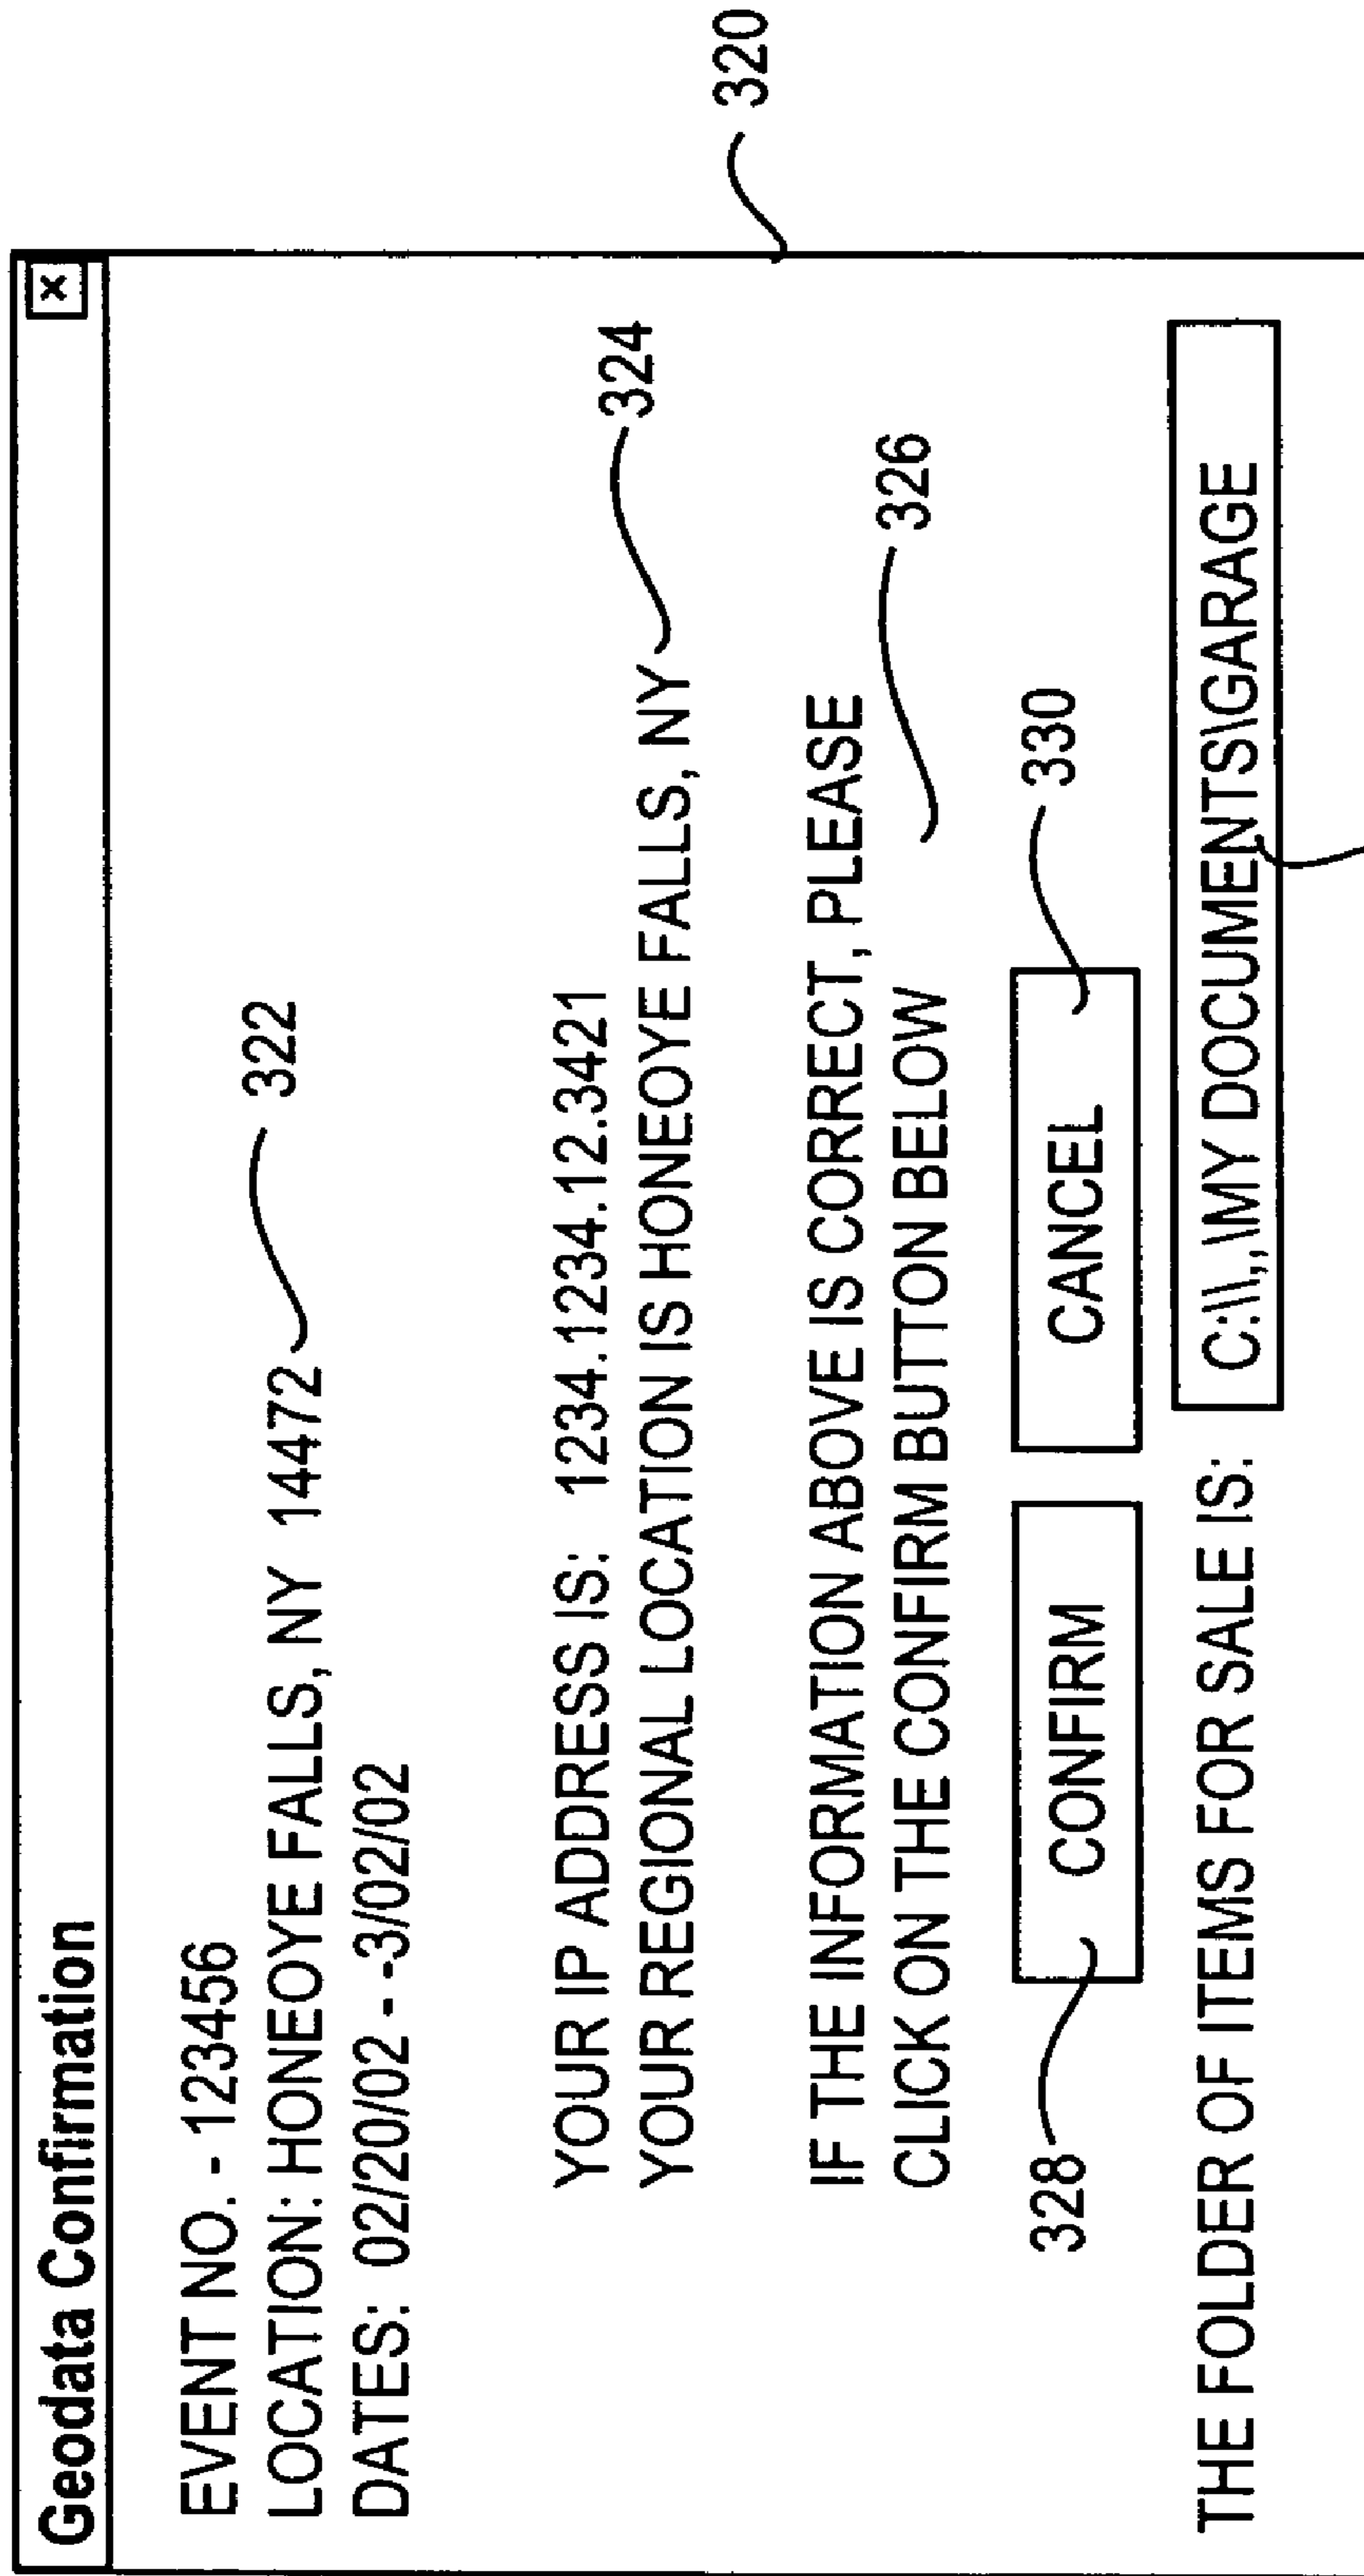 Geodata Confirmation x
EVENT NO. - 123456
322
LOCATION: HONEOYE FALLS, NY 14472
DATES: 02/20/02 - -3/02/02
YOUR IP ADDRESS IS: 1234.1234.12.3421
324
YOUR REGIONAL LOCATION IS HONEOYE FALLS, NY
320
IF THE INFORMATION ABOVE IS CORRECT, PLEASE
326
CLICK ON THE CONFIRM BUTTON BELOW
328 CONFIRM CANCEL 330
THE FOLDER OF ITEMS FOR SALE IS: C:\\,,\MY DOCUMENTS\GARAGE